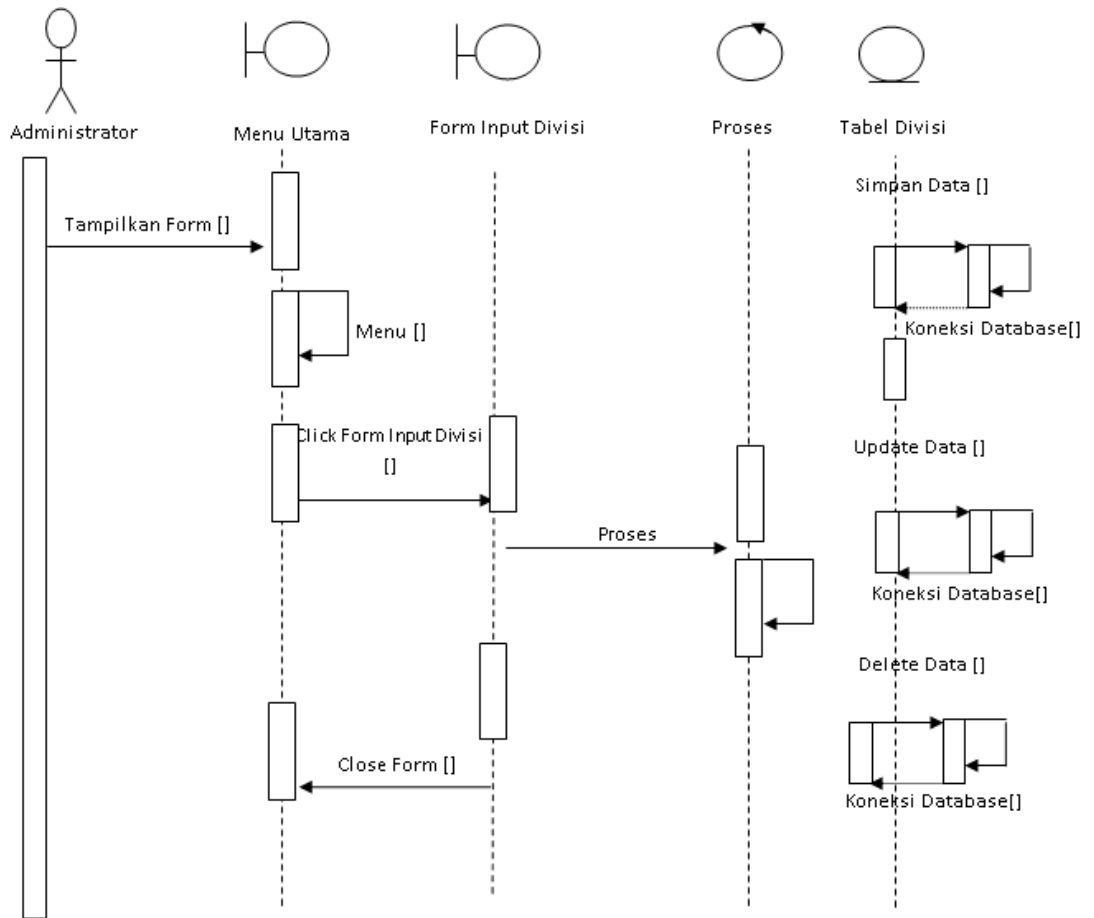 Administrator
Menu Utama
Form Input Divisi
Proses
Tabel Divisi
Simpan Data []
Tampilkan Form []
Koneksi Database[]
Menu []
Click Form Input Divisi
[]
Update Data []
Proses
Koneksi Database[]
Delete Data []
Close Form []
Koneksi Database[]